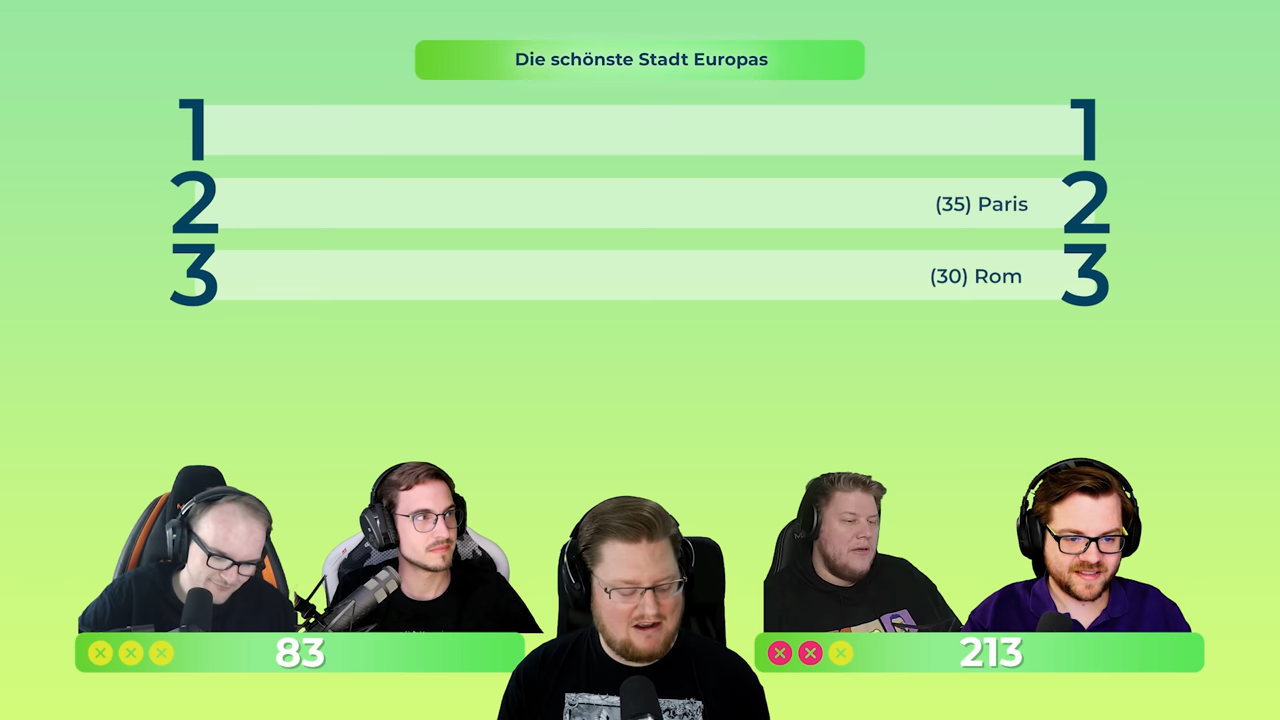 Die schönste Stadt Europas
1 1
2 (35) Paris 2
3 (30) Rom 3
83 213